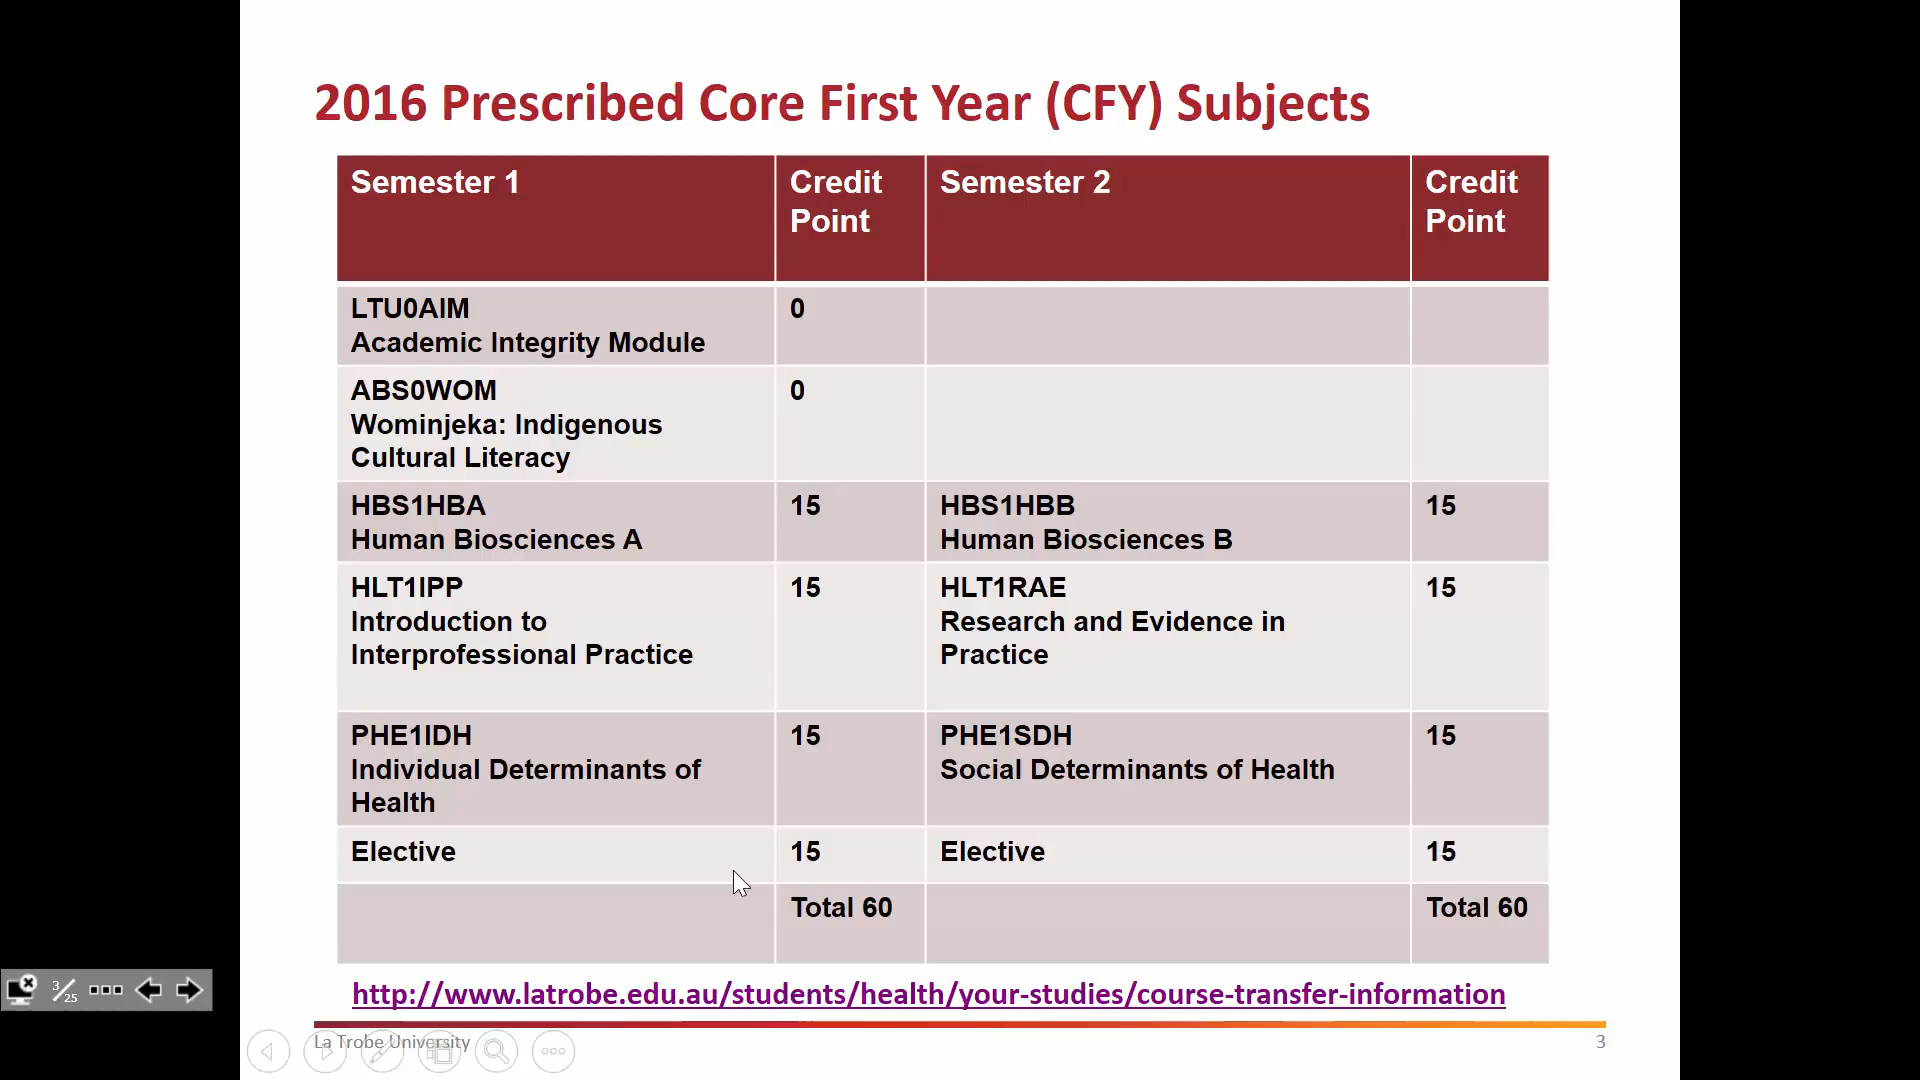 2016 Prescribed Core First Year (CFY) Subjects
Semester 1
Credit
Point
Semester 2
Credit
Point
LTU0AIM
Academic Integrity Module
0
ABS0WOM
Wominjeka: Indigenous
Cultural Literacy
0
HBS1HBA
Human Biosciences A
15
HBS1HBB
Human Biosciences B
15
HLT1IPP
Introduction to
Interprofessional Practice
15
HLT1RAE
Research and Evidence in
Practice
15
PHE1IDH
Individual Determinants of
Health
15
PHE1SDH
Social Determinants of Health
15
Elective
15
Elective
15
Total 60
Total 60
http://www.latrobe.edu.au/students/health/your-studies/course-transfer-information
3/25
La Trobe University
3